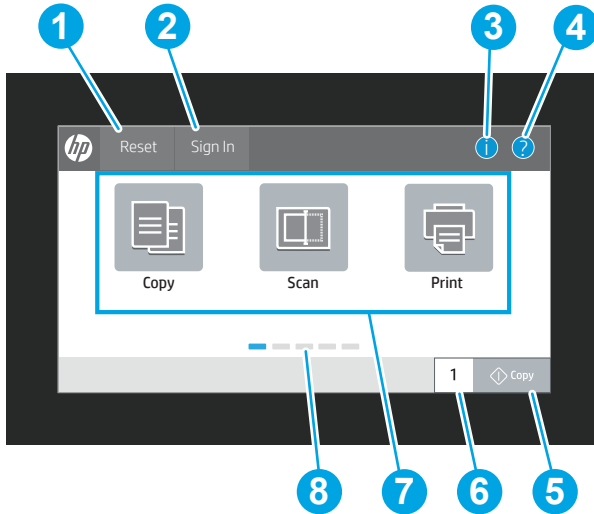 1 2 3 4
hp Reset Sign In i ?
Copy Scan Print
1 Copy
8 7 6 5